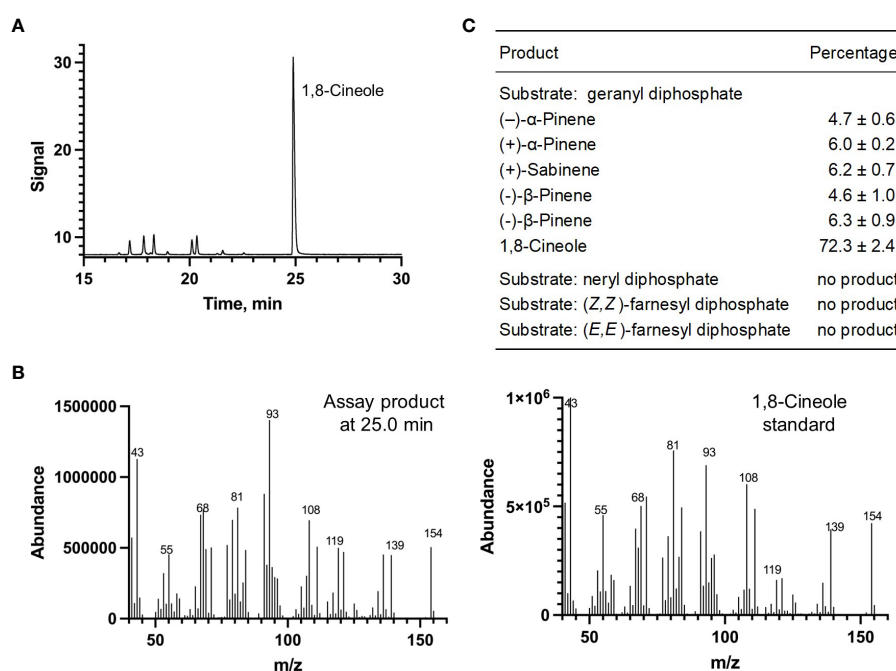 A
30
20
10
Signal
1,8-Cineole
15
20
25
30
Time, min
C
Product Percentage
Substrate: geranyl diphosphate
(–)-α-Pinene 4.7 ± 0.6
(+)-α-Pinene 6.0 ± 0.2
(+)-Sabinene 6.2 ± 0.7
(-)-β-Pinene 4.6 ± 1.0
(-)-β-Pinene 6.3 ± 0.9
1,8-Cineole 72.3 ± 2.4
Substrate: neryl diphosphate no product
Substrate: (Z,Z)-farnesyl diphosphate no product
Substrate: (E,E)-farnesyl diphosphate no product
B
1500000
1000000
500000
0
Abundance
Assay product
at 25.0 min
43
55
68
81
93
108
119
139
154
50
100
150
m/z
1×10⁶
5×10⁵
0
Abundance
1,8-Cineole
standard
43
55
68
81
93
108
119
139
154
50
100
150
m/z